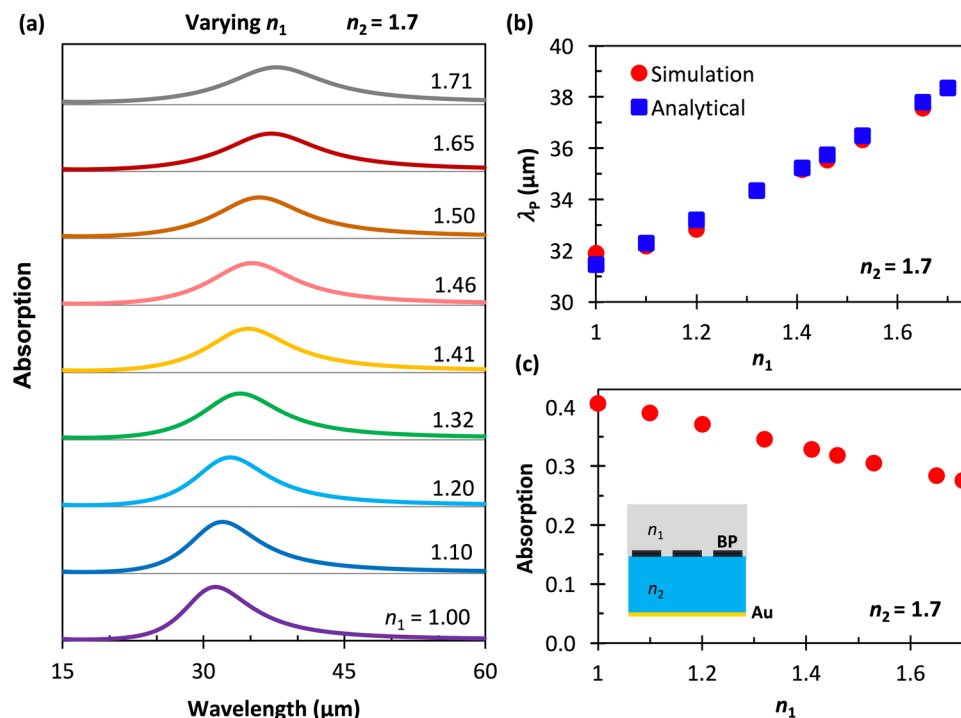 (a) Varying n₁ n₂ = 1.7
1.71
1.65
1.50
1.46
1.41
1.32
1.20
1.10
n₁ = 1.00
Absorption
15 30 45 60
Wavelength (µm)
(b)
40
38
36
34
32
30
Simulation
Analytical
λₚ (µm)
n₂ = 1.7
1 1.2 1.4 1.6
n₁
(c)
0.4
0.3
0.2
0.1
0.0
Absorption
n₁
BP
n₂
Au
n₂ = 1.7
1 1.2 1.4 1.6
n₁